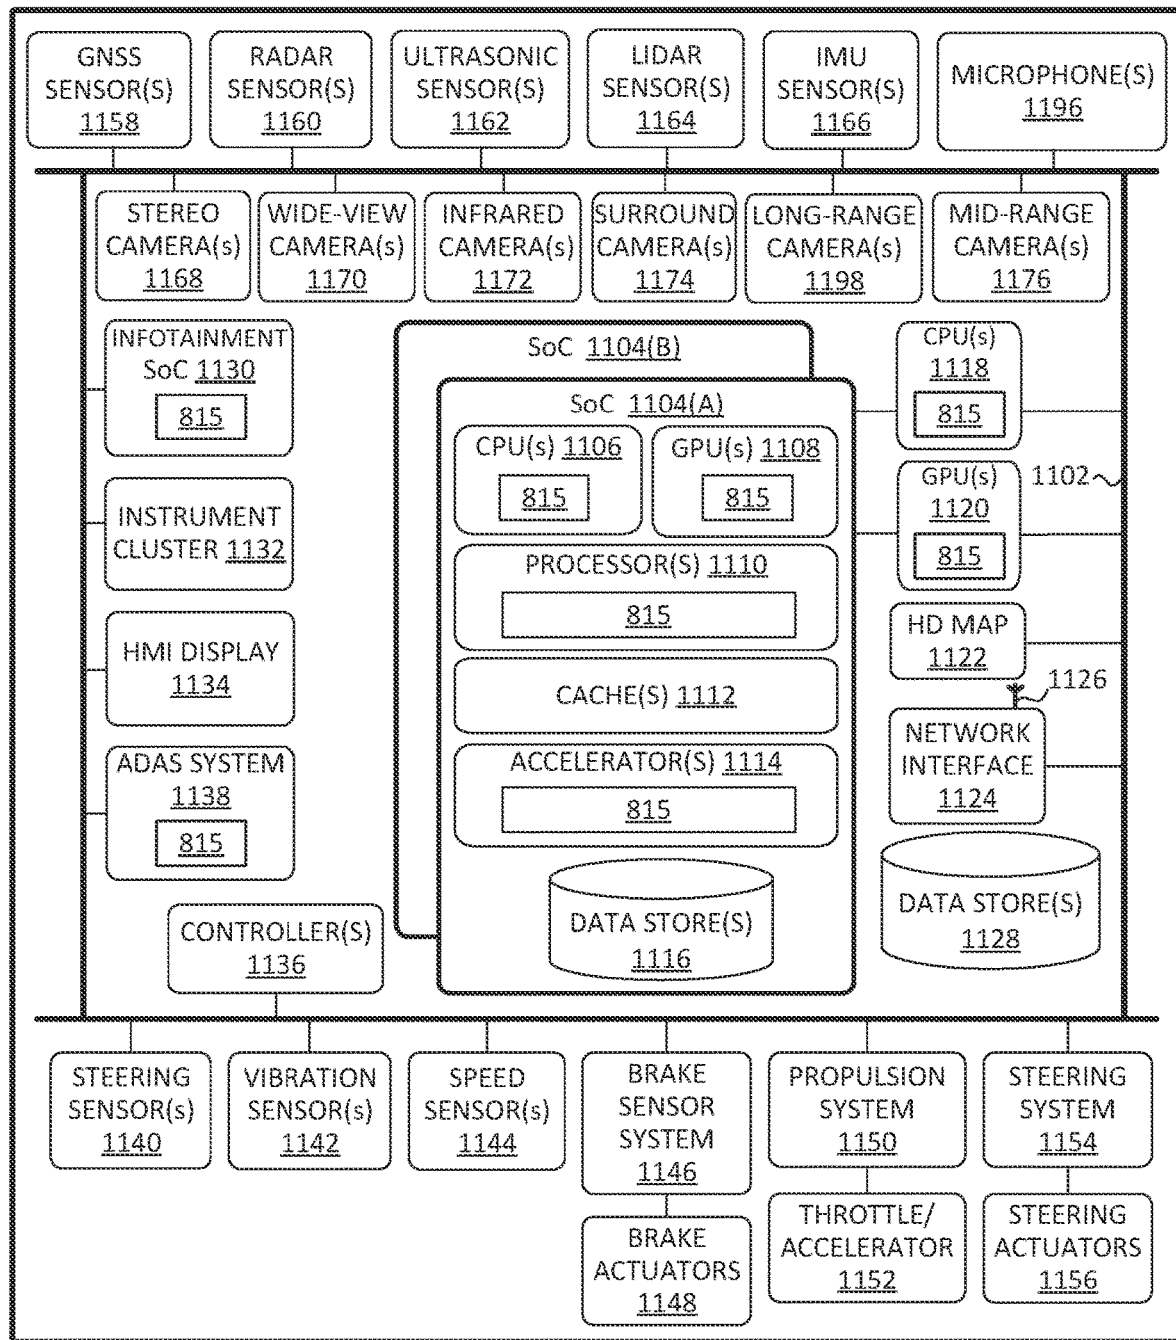 GNSS
SENSOR(S)
1158
RADAR
SENSOR(S)
1160
ULTRASONIC
SENSOR(S)
1162
LIDAR
SENSOR(S)
1164
IMU
SENSOR(S)
1166
MICROPHONE(S)
1196
STEREO
CAMERA(s)
1168
WIDE-VIEW
CAMERA(s)
1170
INFRARED
CAMERA(s)
1172
SURROUND
CAMERA(s)
1174
LONG-RANGE
CAMERA(s)
1198
MID-RANGE
CAMERA(s)
1176
INFOTAINMENT
SoC 1130
815
INSTRUMENT
CLUSTER 1132
HMI DISPLAY
1134
ADAS SYSTEM
1138
815
CONTROLLER(S)
1136
SoC 1104(B)
SoC 1104(A)
CPU(s) 1106
815
GPU(s) 1108
815
PROCESSOR(S) 1110
815
CACHE(S) 1112
ACCELERATOR(S) 1114
815
DATA STORE(S)
1116
CPU(s)
1118
815
1102
GPU(s)
1120
815
HD MAP
1122
1126
NETWORK
INTERFACE
1124
DATA STORE(S)
1128
STEERING
SENSOR(s)
1140
VIBRATION
SENSOR(s)
1142
SPEED
SENSOR(s)
1144
BRAKE
SENSOR
SYSTEM
1146
BRAKE
ACTUATORS
1148
PROPULSION
SYSTEM
1150
THROTTLE/
ACCELERATOR
1152
STEERING
SYSTEM
1154
STEERING
ACTUATORS
1156